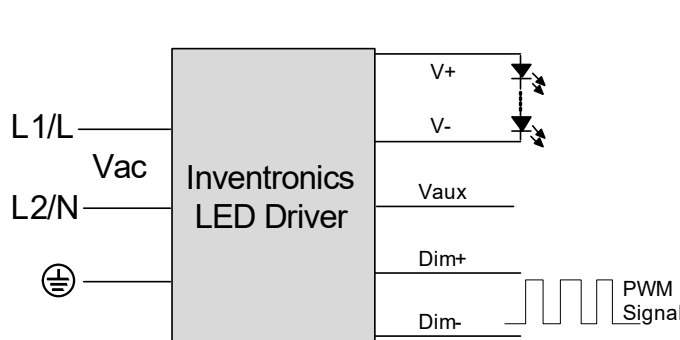 V+
V-
L1/L
Vac
L2/N
Inventronics
LED Driver
Vaux
Dim+
Dim-
PWM
Signal